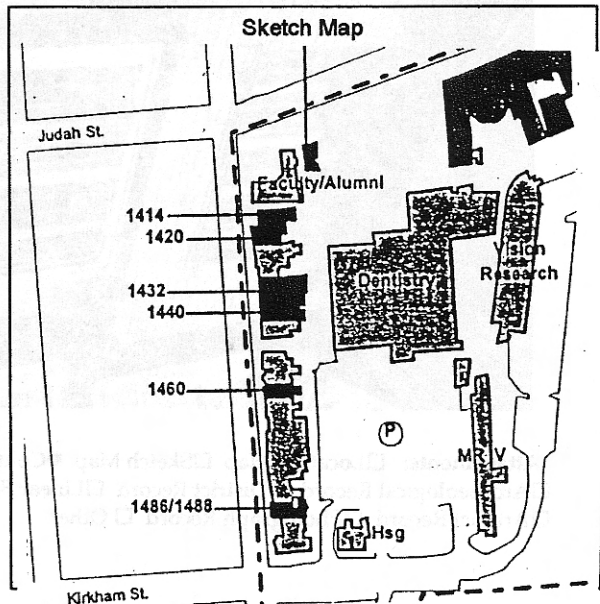 Sketch Map
Judah St.
Faculty/Alumni
1414
1420
Vision
Research
Dentistry
1432
1440
1460
P
M R V
1486/1488
Hsg
Kirkham St.